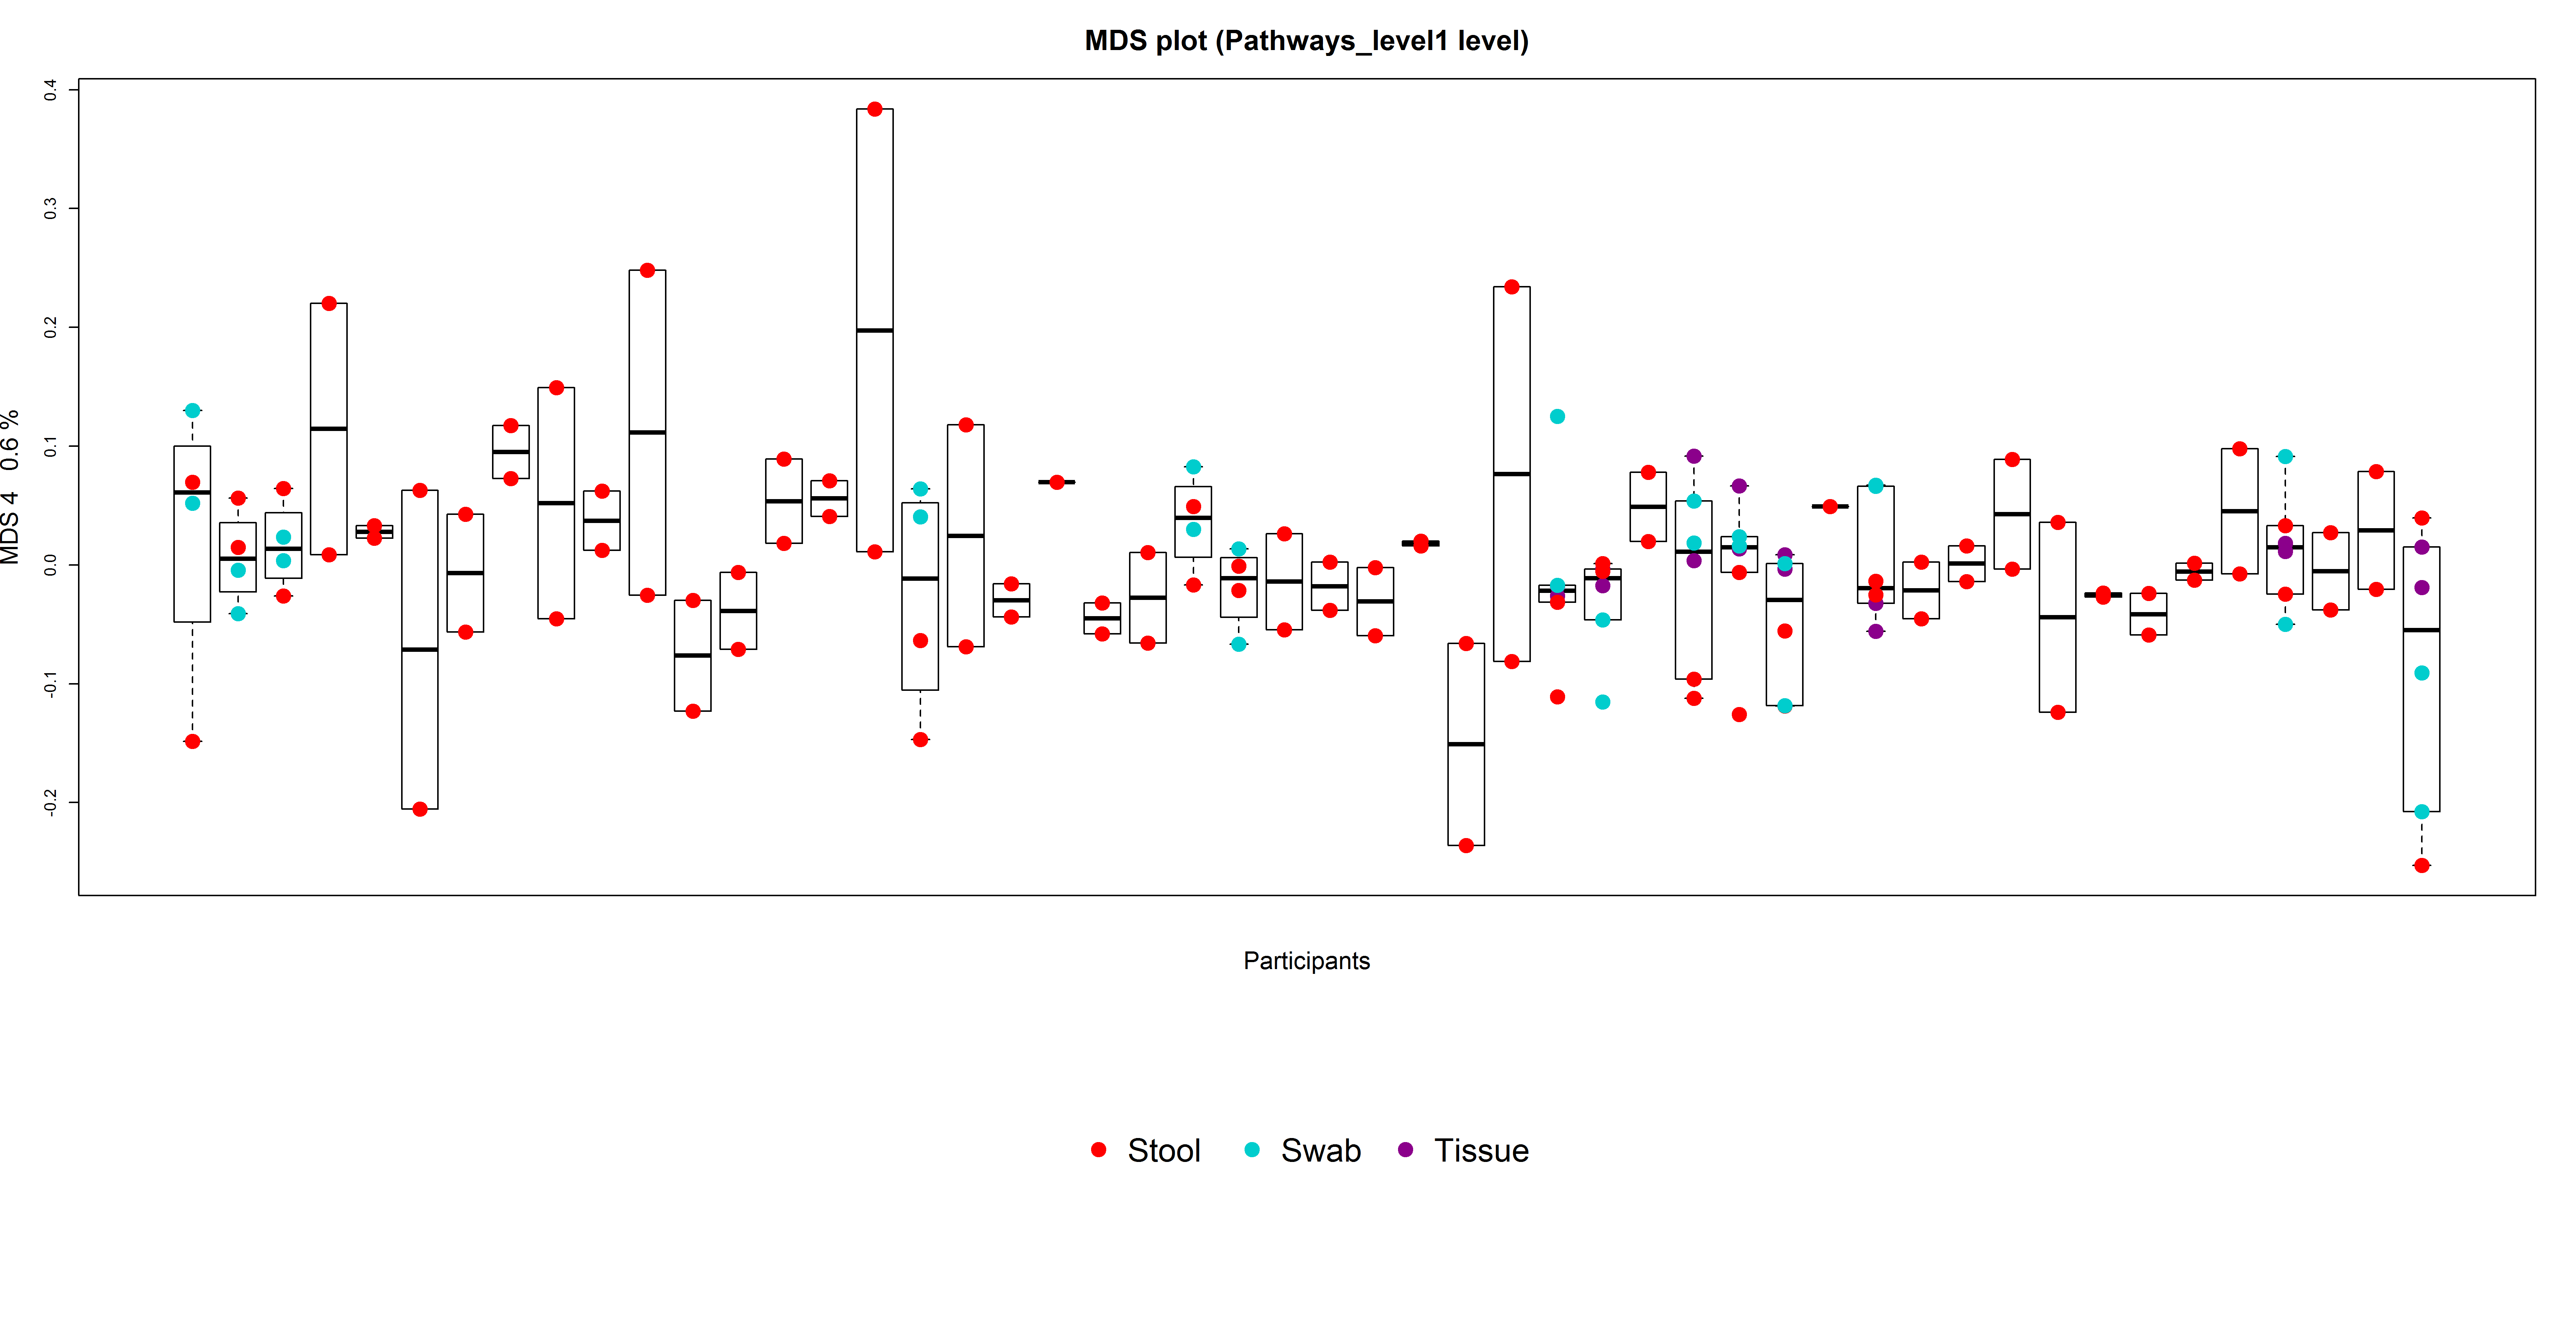 MDS plot (Pathways_level1 level)
0.4
0.3
0.2
0.1
0.0
-0.1
-0.2
MDS 4 0.6 %
Participants
Stool Swab Tissue